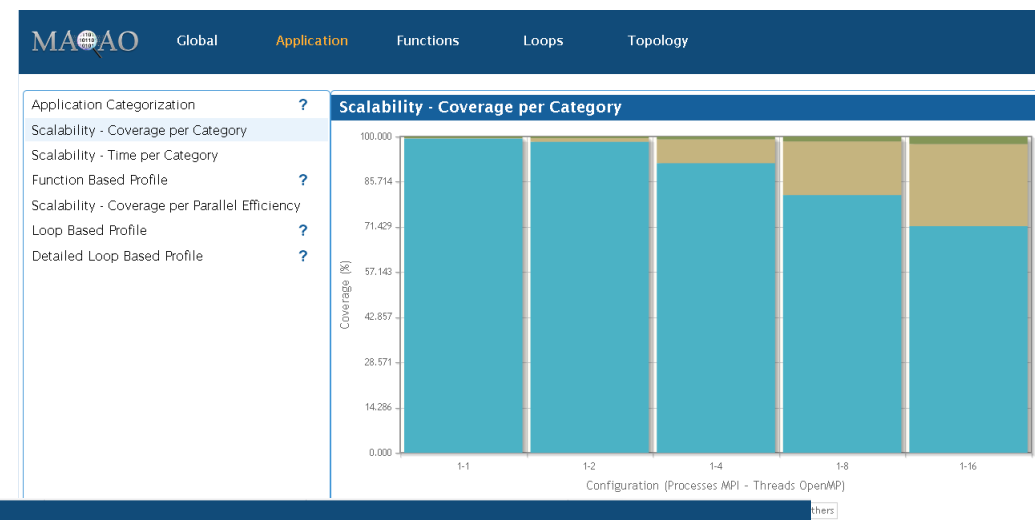 MAQAO Global Application Functions Loops Topology
Application Categorization ?
Scalability - Coverage per Category
Scalability - Time per Category
Function Based Profile ?
Scalability - Coverage per Parallel Efficiency
Loop Based Profile ?
Detailed Loop Based Profile ?
Scalability - Coverage per Category
100.000
85.714
71.429
57.143
42.857
28.571
14.286
0.000
Coverage (%)
1-1 1-2 1-4 1-8 1-16
Configuration (Processes MPI - Threads OpenMP)
thers